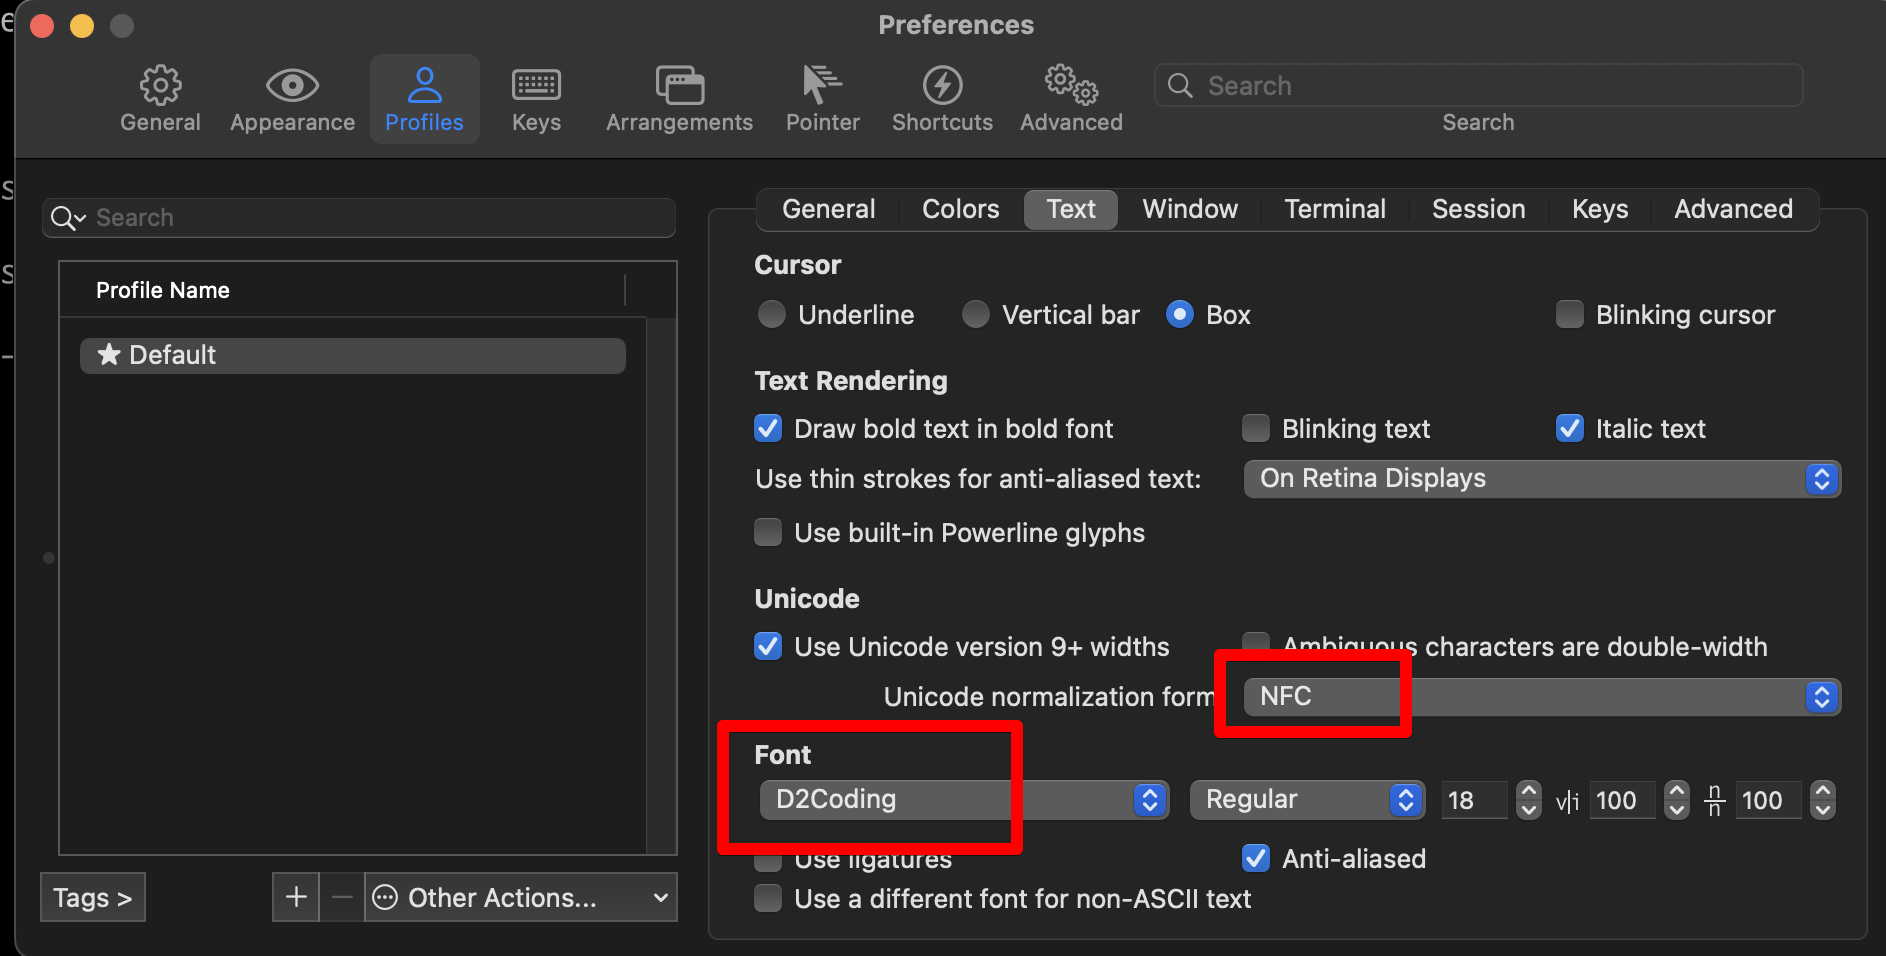 e
Preferences
General Appearance Profiles Keys Arrangements Pointer Shortcuts Advanced Search
Search
s
Search
General Colors Text Window Terminal Session Keys Advanced
s
Profile Name
★ Default
Cursor
Underline Vertical bar Box Blinking cursor
Text Rendering
Draw bold text in bold font Blinking text Italic text
Use thin strokes for anti-aliased text: On Retina Displays
Use built-in Powerline glyphs
Unicode
Use Unicode version 9+ widths Ambiguous characters are double-width
Unicode normalization form NFC
Font
D2Coding Regular 18 v|i 100 n/n 100
Use ligatures Anti-aliased
Use a different font for non-ASCII text
Tags > + − Other Actions...